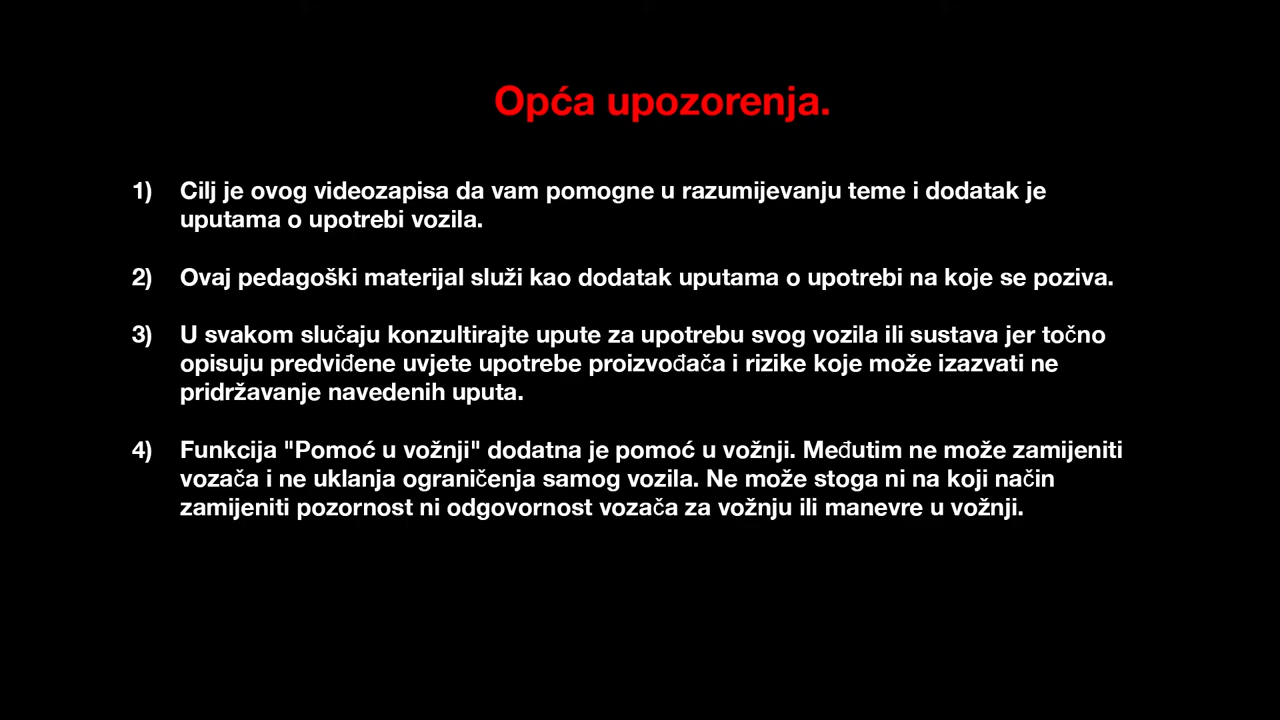 Opća upozorenja.
1) Cilj je ovog videozapisa da vam pomogne u razumijevanju teme i dodatak je
uputama o upotrebi vozila.
2) Ovaj pedagoški materijal služi kao dodatak uputama o upotrebi na koje se poziva.
3) U svakom slučaju konzultirajte upute za upotrebu svog vozila ili sustava jer točno
opisuju predviđene uvjete upotrebe proizvođača i rizike koje može izazvati ne
pridržavanje navedenih uputa.
4) Funkcija "Pomoć u vožnji" dodatna je pomoć u vožnji. Međutim ne može zamijeniti
vozača i ne uklanja ograničenja samog vozila. Ne može stoga ni na koji način
zamijeniti pozornost ni odgovornost vozača za vožnju ili manevre u vožnji.